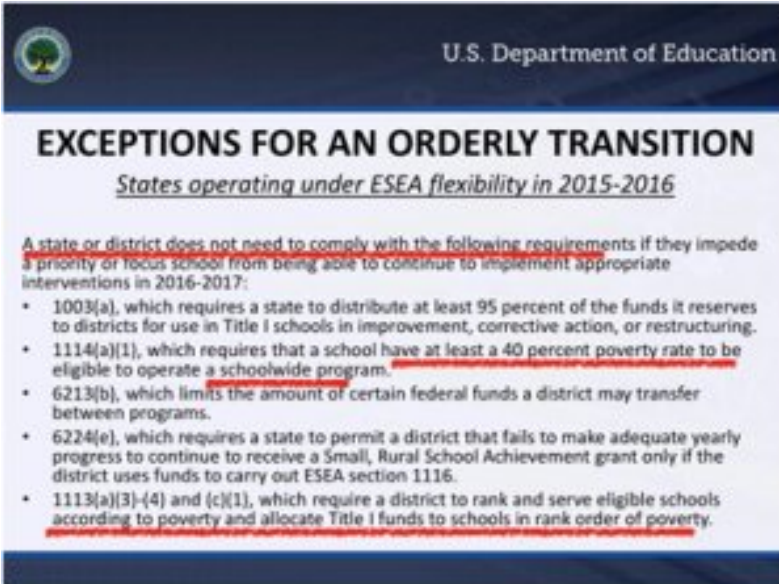 U.S. Department of Education
EXCEPTIONS FOR AN ORDERLY TRANSITION
States operating under ESEA flexibility in 2015-2016
A state or district does not need to comply with the following requirements if they impede
a priority or focus school from being able to continue to implement appropriate
interventions in 2016-2017:
• 1003(a), which requires a state to distribute at least 95 percent of the funds it reserves
to districts for use in Title I schools in improvement, corrective action, or restructuring.
• 1114(a)(1), which requires that a school have at least a 40 percent poverty rate to be
eligible to operate a schoolwide program.
• 6213(b), which limits the amount of certain federal funds a district may transfer
between programs.
• 6224(e), which requires a state to permit a district that fails to make adequate yearly
progress to continue to receive a Small, Rural School Achievement grant only if the
district uses funds to carry out ESEA section 1116.
• 1113(a)(3)-(4) and (c)(1), which require a district to rank and serve eligible schools
according to poverty and allocate Title I funds to schools in rank order of poverty.